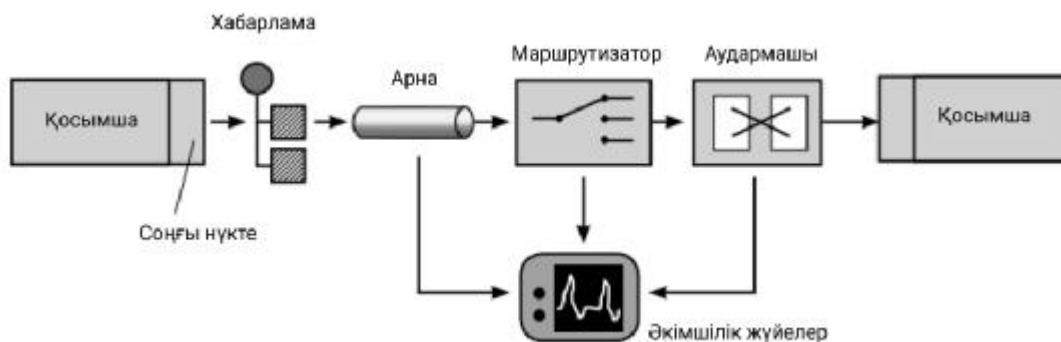 Хабарлама
Маршрутизатор
Аудармашы
Арна
Қосымша
Қосымша
Соңғы нүкте
Әкімшілік жүйелер